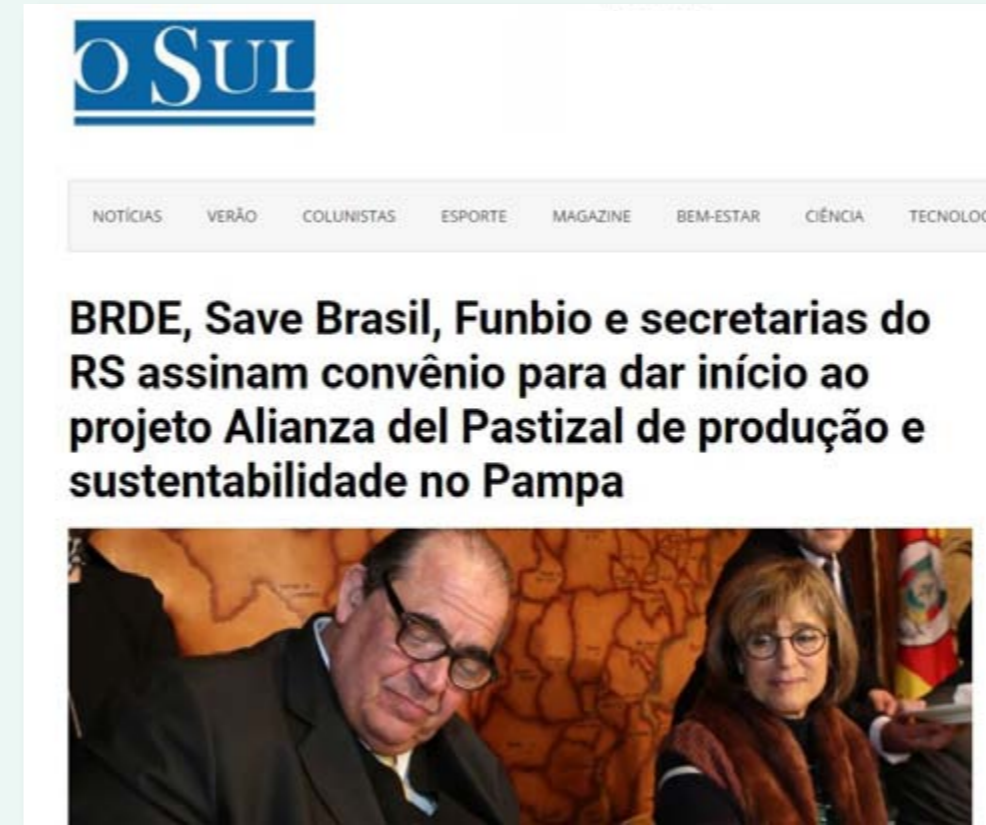 O SUL
NOTÍCIAS VERÃO COLUNISTAS ESPORTE MAGAZINE BEM-ESTAR CIÊNCIA TECNOLOG
BRDE, Save Brasil, Funbio e secretarias do
RS assinam convênio para dar início ao
projeto Alianza del Pastizal de produção e
sustentabilidade no Pampa